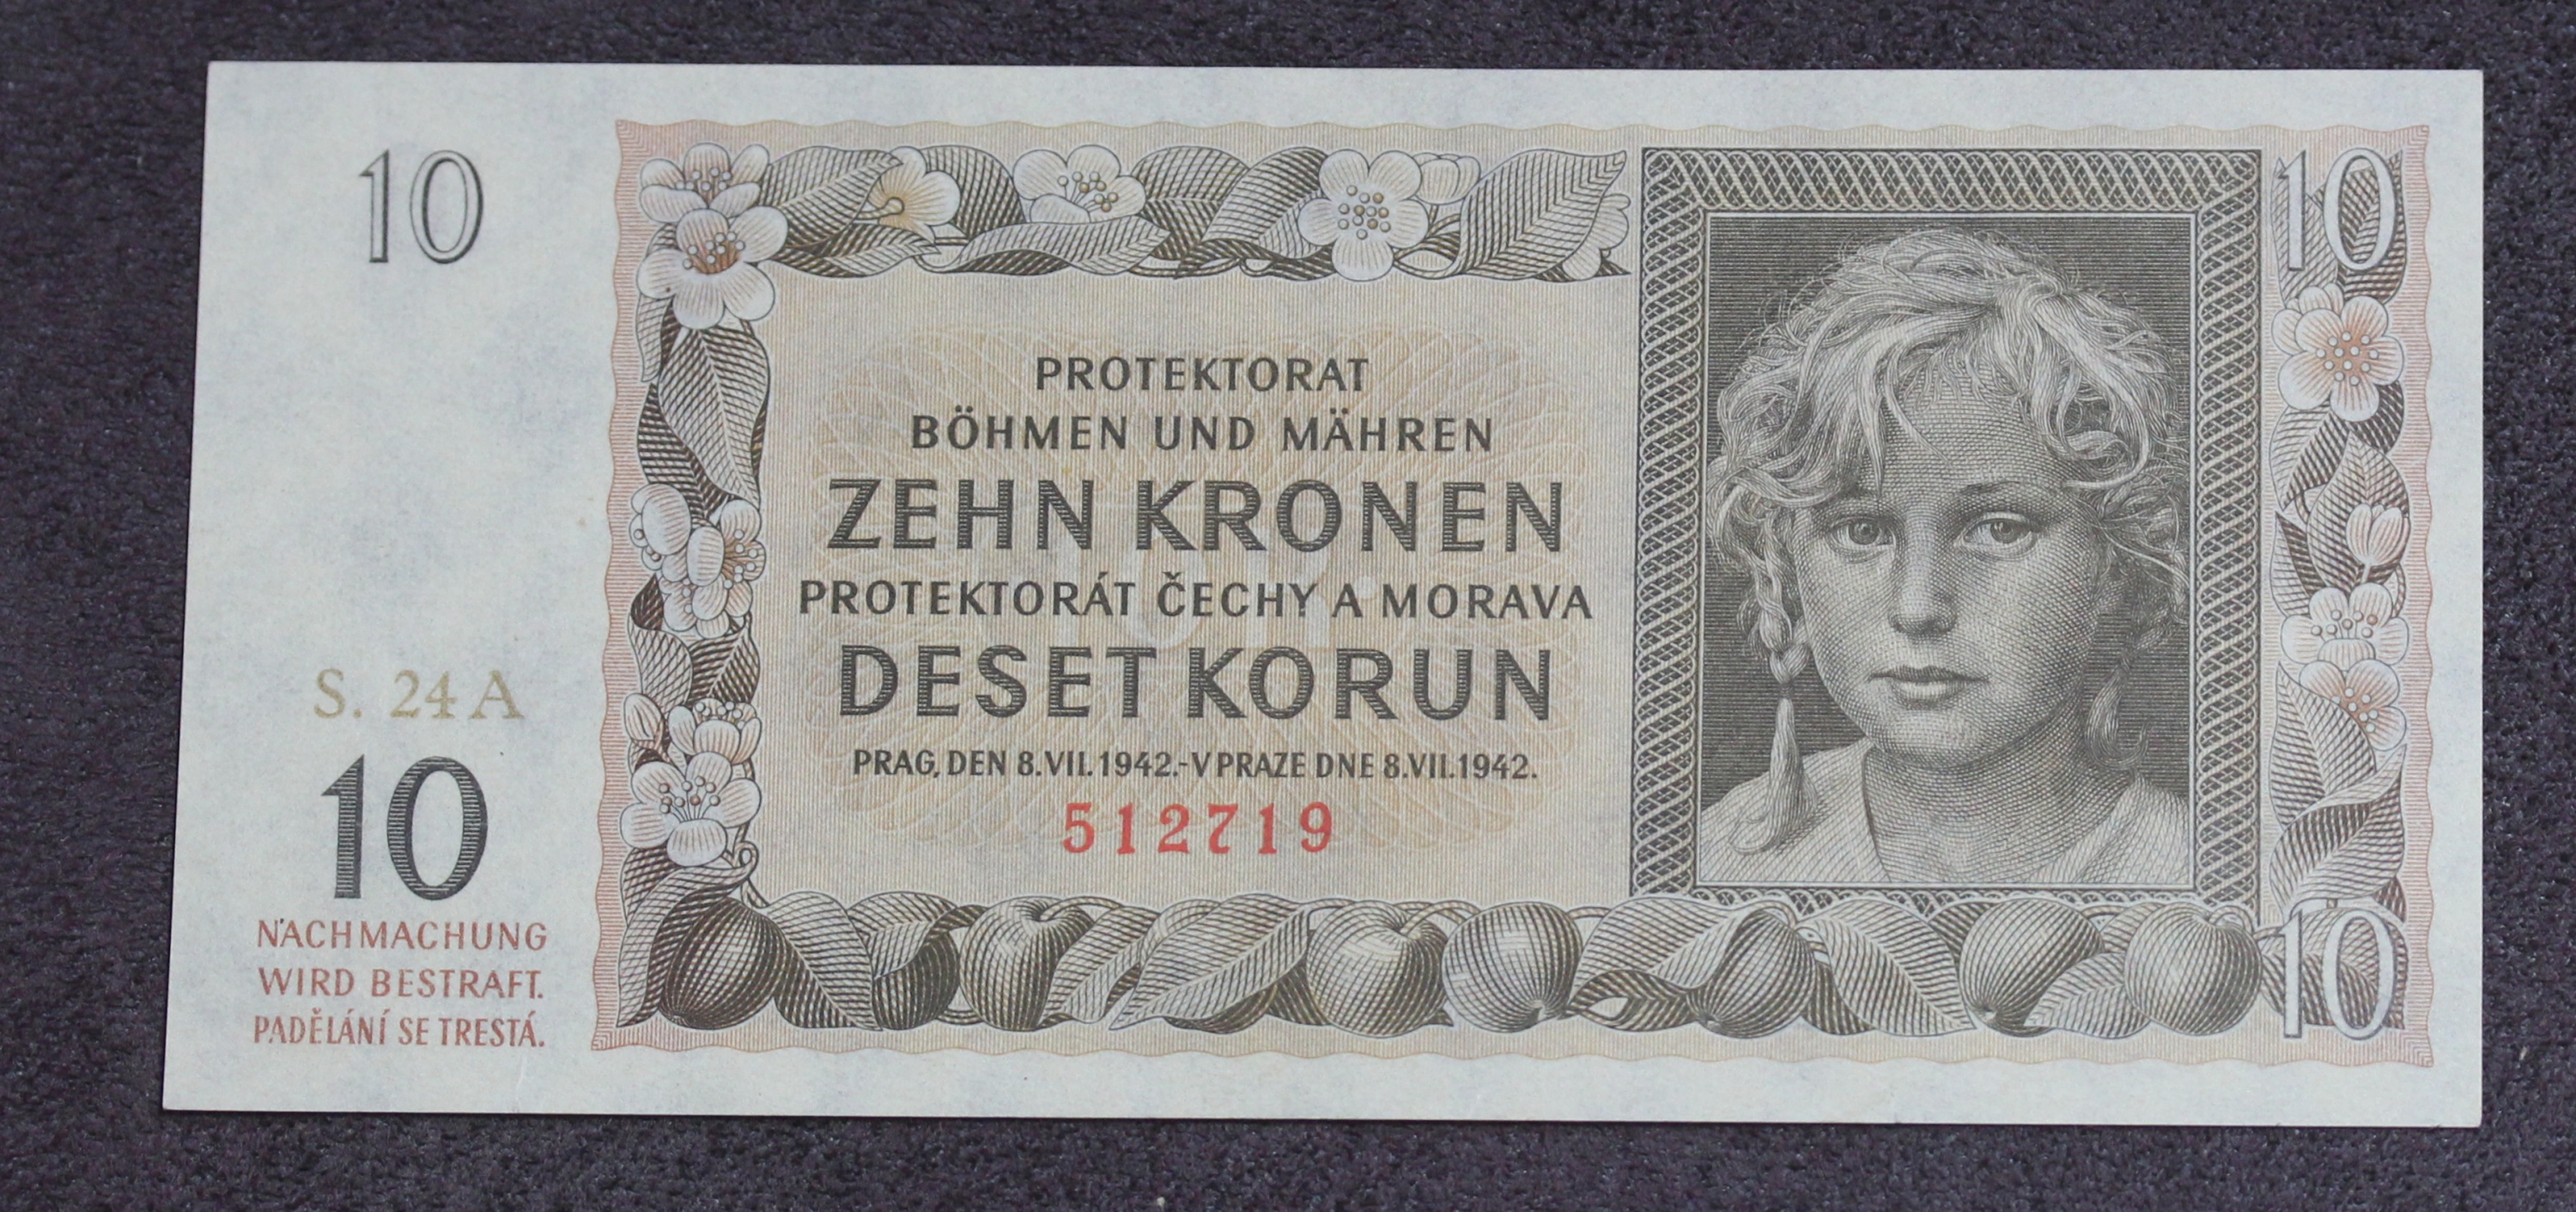 10
10
PROTEKTORAT
BÖHMEN UND MÄHREN
ZEHN KRONEN
PROTEKTORÁT ČECHY A MORAVA
DESET KORUN
PRAG, DEN 8.VII.1942.-V PRAZE DNE 8.VII.1942.
512719
S. 24A
10
NACHMACHUNG
WIRD BESTRAFT.
PADĚLÁNÍ SE TRESTÁ.
10